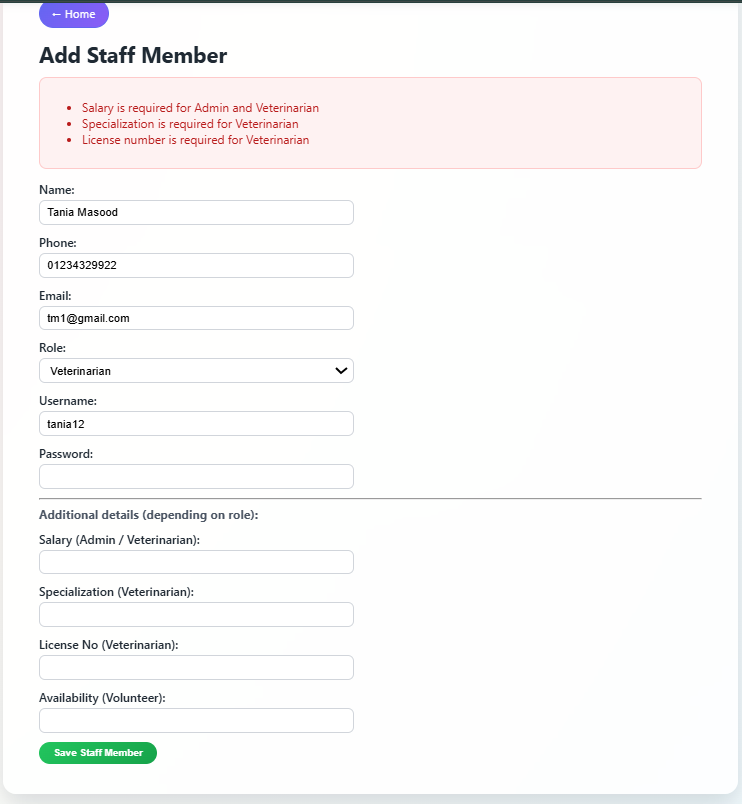 ← Home
Add Staff Member
• Salary is required for Admin and Veterinarian
• Specialization is required for Veterinarian
• License number is required for Veterinarian
Name:
Tania Masood
Phone:
01234329922
Email:
tm1@gmail.com
Role:
Veterinarian
Username:
tania12
Password:
Additional details (depending on role):
Salary (Admin / Veterinarian):
Specialization (Veterinarian):
License No (Veterinarian):
Availability (Volunteer):
Save Staff Member